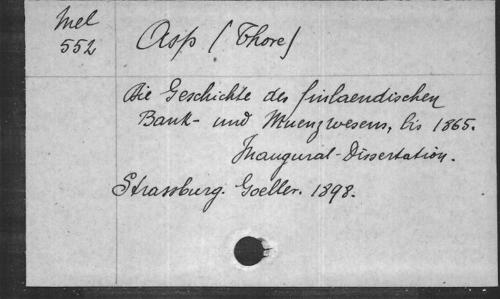 Mel
552
Asp (Thore)
Die Geschichte des finlaendischen
Bank- und Muenzwesens, bis 1865.
Inaugural-Dissertation.
Strassburg. Goeller. 1898.